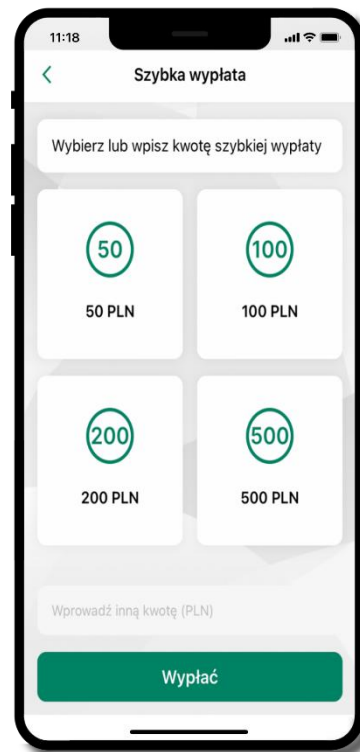 11:18
Szybka wypłata
Wybierz lub wpisz kwotę szybkiej wypłaty
50
100
50 PLN
100 PLN
200
500
200 PLN
500 PLN
Wprowadź inną kwotę (PLN)
Wypłać